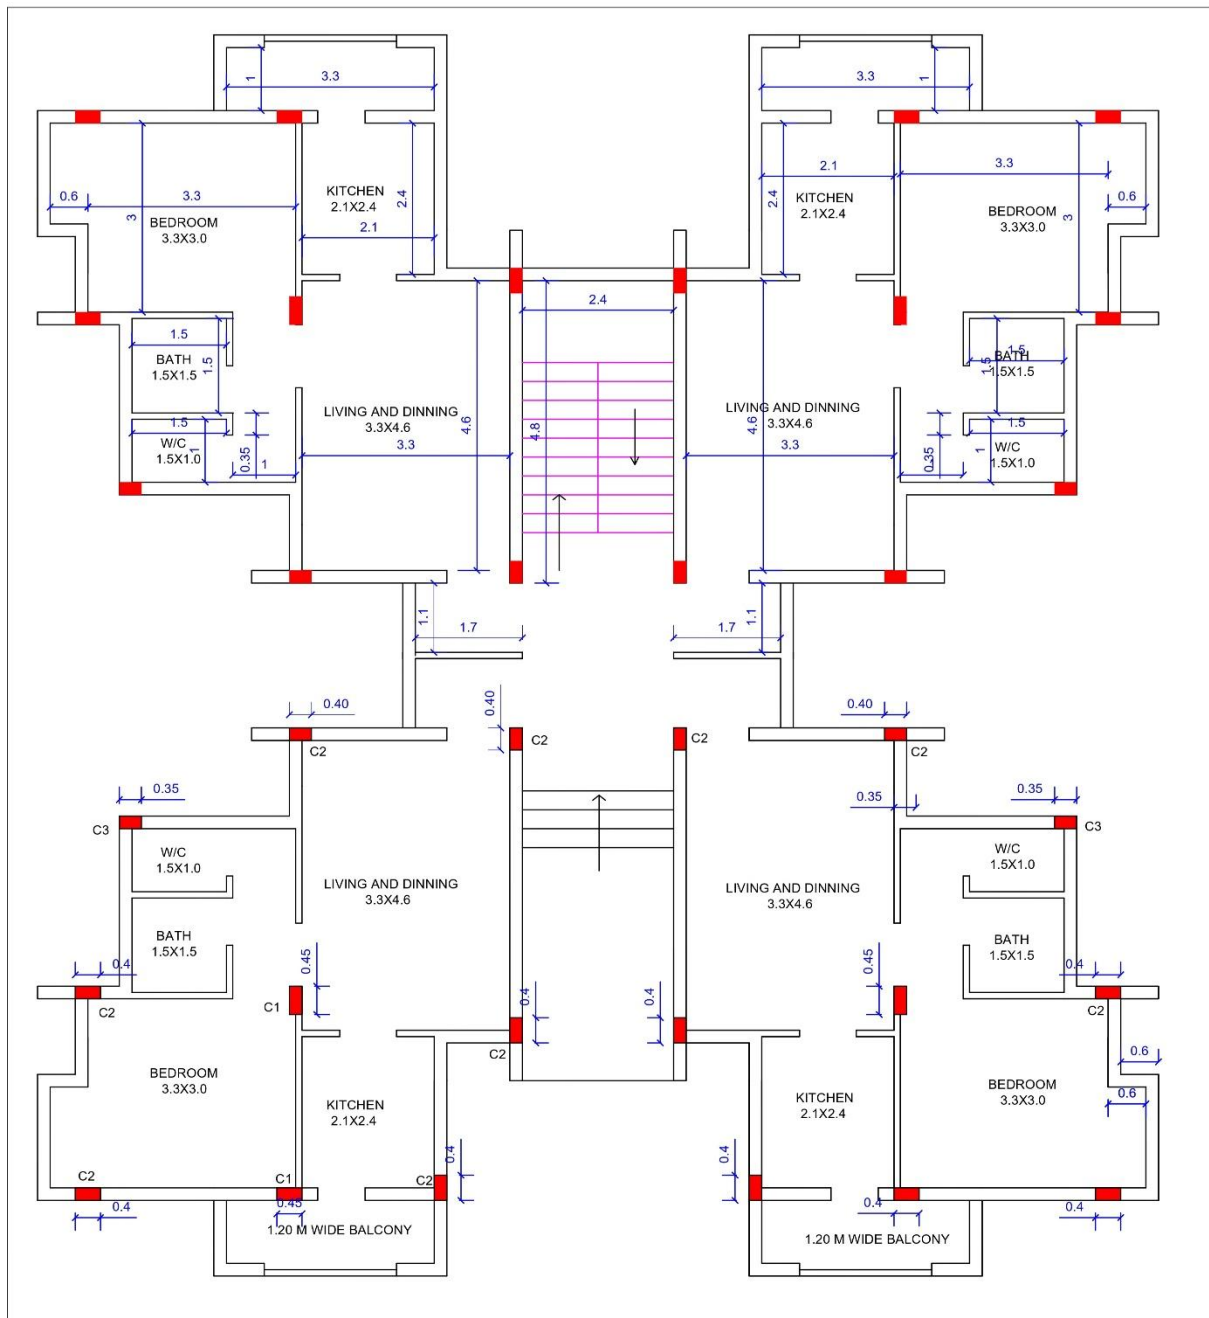 3.3
1
3.3
1
0.6
3.3
3
BEDROOM
3.3X3.0
KITCHEN
2.1X2.4
2.4
2.1
2.1
2.4
KITCHEN
2.1X2.4
3.3
3
0.6
BEDROOM
3.3X3.0
2.4
1.5
BATH
1.5X1.5
1.5
1.5
BATH
1.5X1.5
1.5
LIVING AND DINNING
3.3X4.6
4.6
3.3
4.8
LIVING AND DINNING
3.3X4.6
4.6
3.3
1.5
W/C
1.5X1.0
1
0.35
1
1.5
W/C
1.5X1.0
1
0.35
1.1
1.7
1.7
1.1
0.40
C2
0.40
C2
C2
0.40
C2
0.35
C3
0.35
0.35
C3
W/C
1.5X1.0
LIVING AND DINNING
3.3X4.6
LIVING AND DINNING
3.3X4.6
W/C
1.5X1.0
BATH
1.5X1.5
BATH
1.5X1.5
0.4
C2
0.45
C1
0.4
C2
0.4
0.45
0.4
C2
BEDROOM
3.3X3.0
KITCHEN
2.1X2.4
KITCHEN
2.1X2.4
BEDROOM
3.3X3.0
0.6
0.6
C2
0.4
C1
0.45
C2
0.4
0.4
0.4
0.4
1.20 M WIDE BALCONY
1.20 M WIDE BALCONY